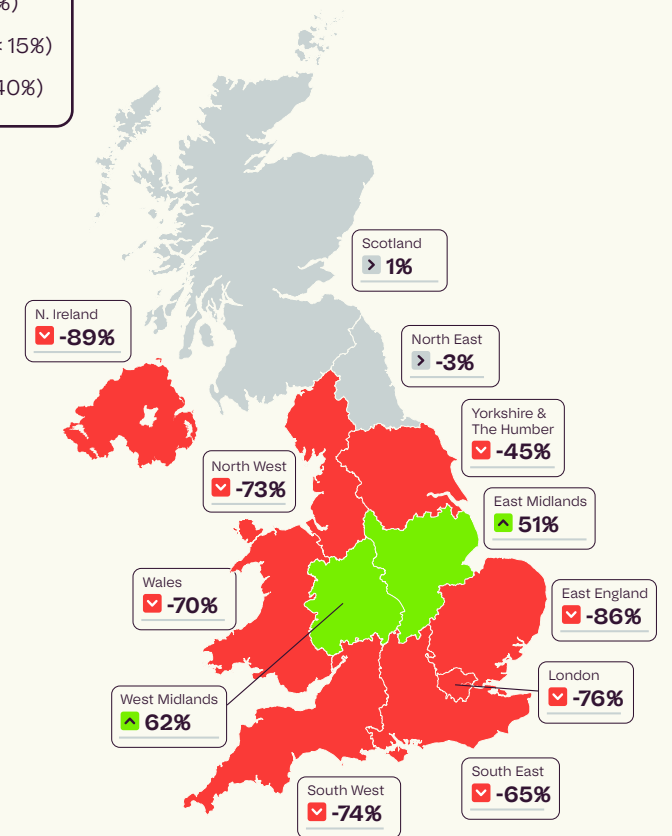 %)
< 15%)
40%)
Scotland
1%
N. Ireland
-89%
North East
-3%
Yorkshire &
The Humber
-45%
North West
-73%
East Midlands
51%
Wales
-70%
East England
-86%
London
-76%
West Midlands
62%
South East
-65%
South West
-74%